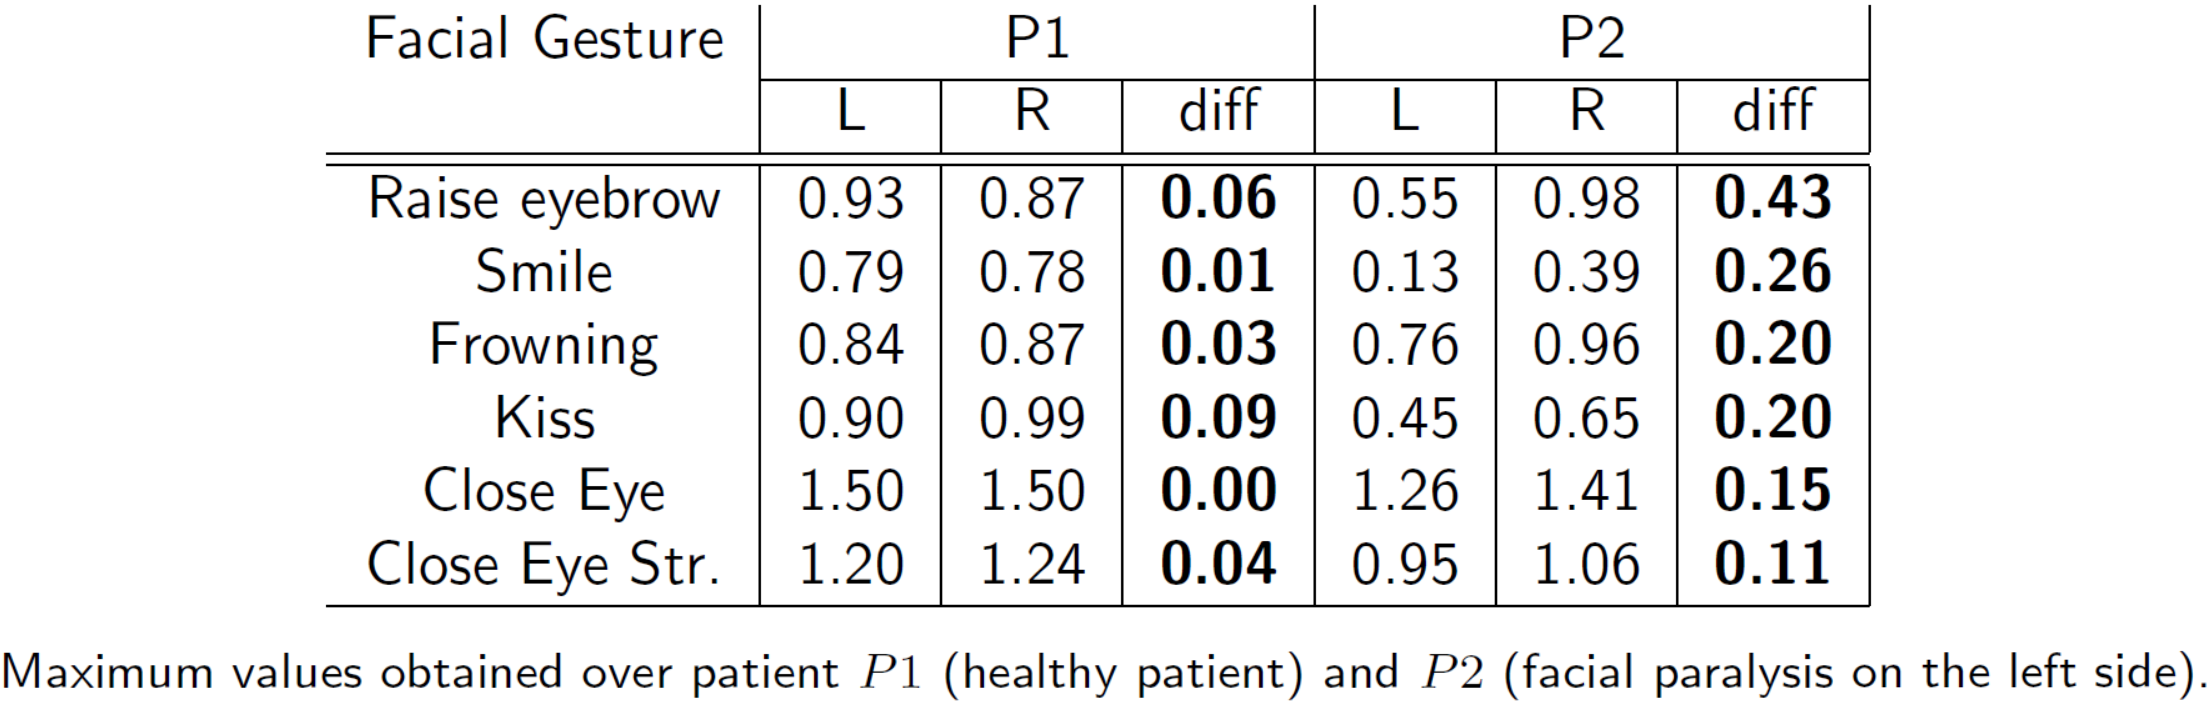 Facial Gesture P1 P2
L R diff L R diff
Raise eyebrow 0.93 0.87 0.06 0.55 0.98 0.43
Smile 0.79 0.78 0.01 0.13 0.39 0.26
Frowning 0.84 0.87 0.03 0.76 0.96 0.20
Kiss 0.90 0.99 0.09 0.45 0.65 0.20
Close Eye 1.50 1.50 0.00 1.26 1.41 0.15
Close Eye Str. 1.20 1.24 0.04 0.95 1.06 0.11
Maximum values obtained over patient P1 (healthy patient) and P2 (facial paralysis on the left side).